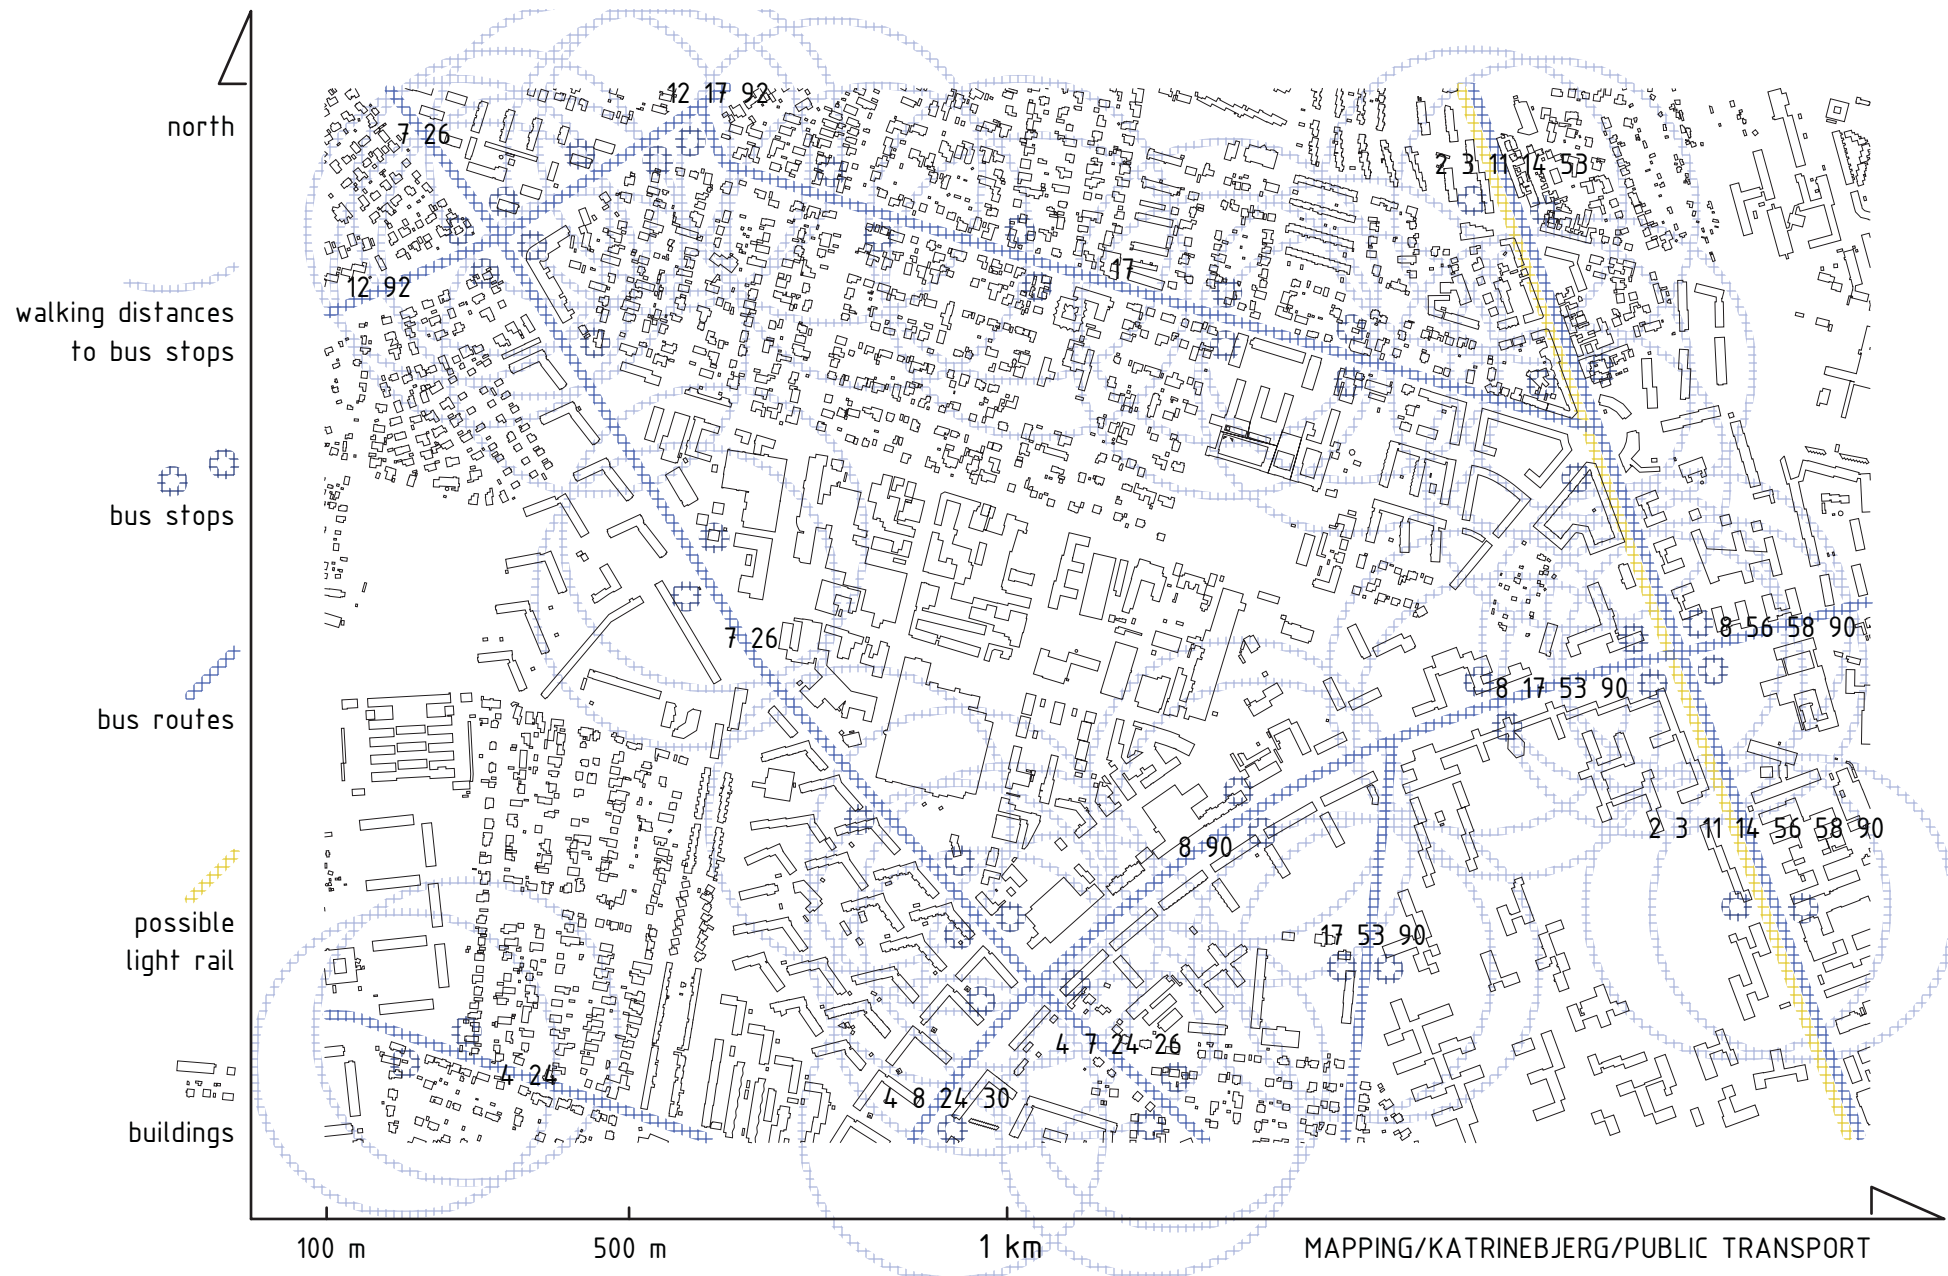 north
walking distances
to bus stops
bus stops
bus routes
possible
light rail
buildings
12 17 92
7 26
2 3 11 14 53
17
12 92
7 26
8 56 58 90
8 17 53 90
2 3 11 14 56 58 90
8 90
17 53 90
4 7 24 26
4 24
4 8 24 30
100 m
500 m
1 km
MAPPING/KATRINEBJERG/PUBLIC TRANSPORT